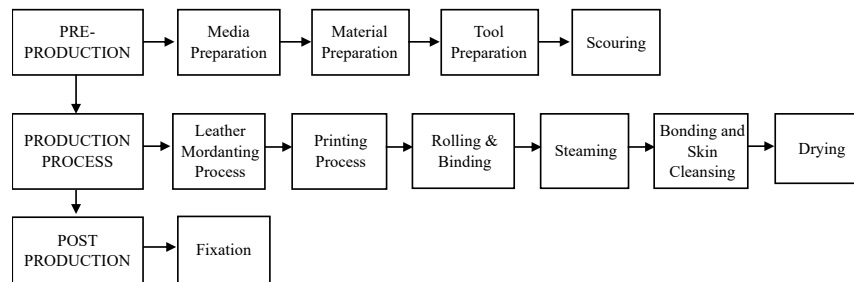 PRE-
PRODUCTION
Media
Preparation
Material
Preparation
Tool
Preparation
Scouring
PRODUCTION
PROCESS
Leather
Mordanting
Process
Printing
Process
Rolling &
Binding
Steaming
Bonding and
Skin
Cleansing
Drying
POST
PRODUCTION
Fixation